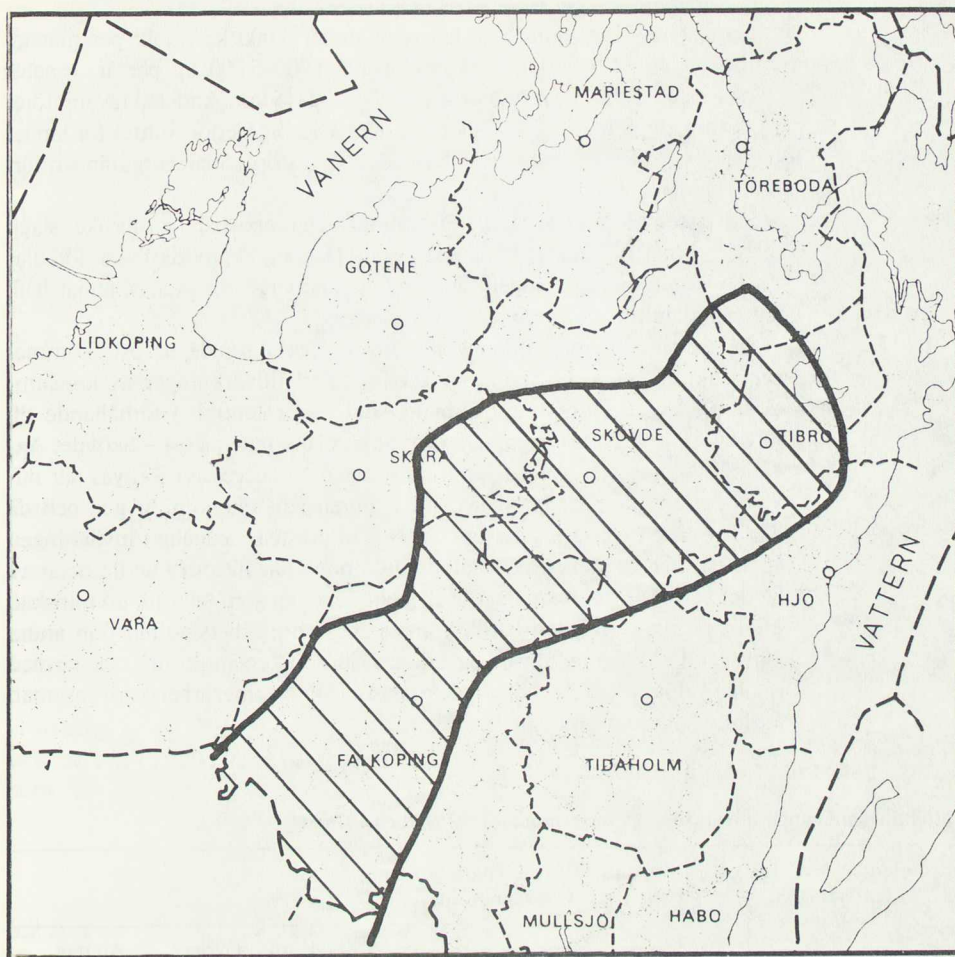 MARIESTAD
VÄNERN
TÖREBODA
GÖTENE
LIDKÖPING
SKARA
SKÖVDE
TIBRO
HJO
VÄTTERN
VARA
FALKÖPING
TIDAHOLM
MULLSJÖ
HABO